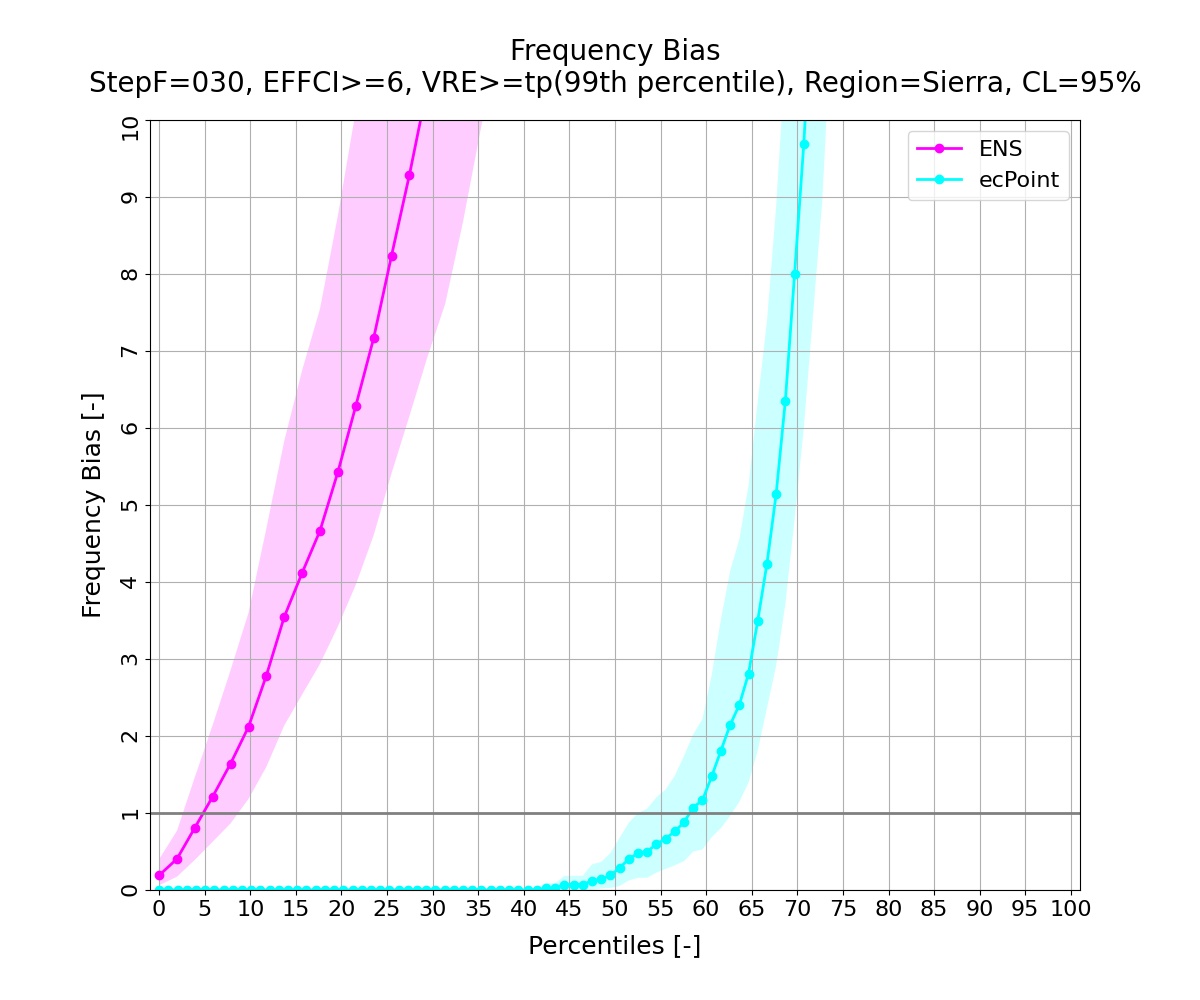 Frequency Bias
StepF=030, EFFCI>=6, VRE>=tp(99th percentile), Region=Sierra, CL=95%
ENS
ecPoint
Frequency Bias [-]
10
9
8
7
6
5
4
3
2
1
0
0 5 10 15 20 25 30 35 40 45 50 55 60 65 70 75 80 85 90 95 100
Percentiles [-]